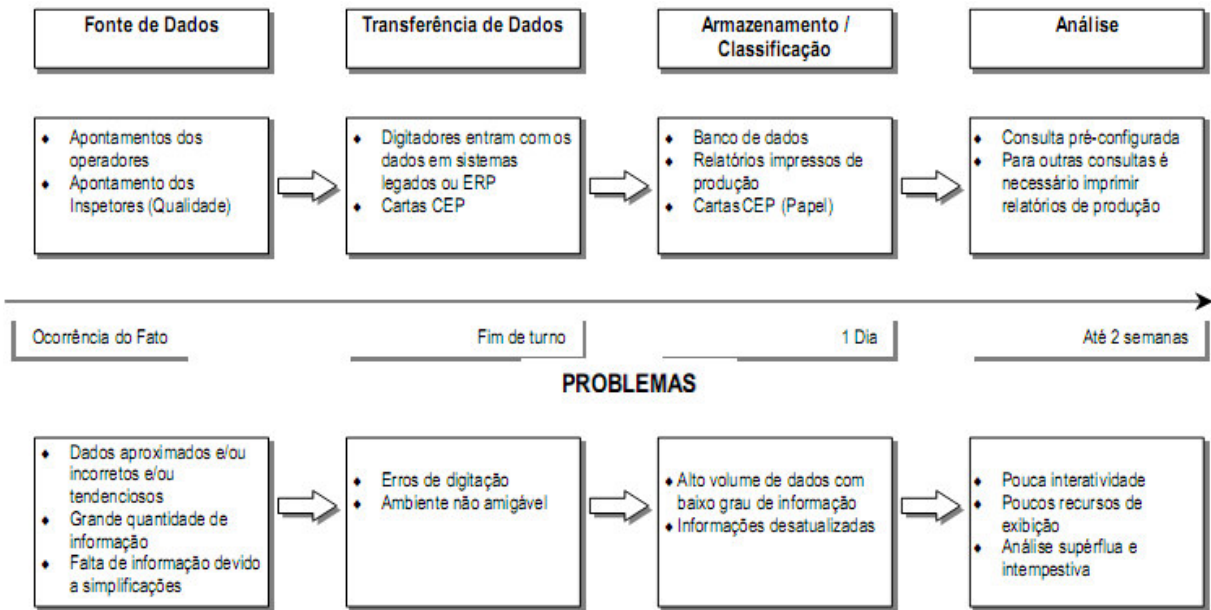 Fonte de Dados
Transferência de Dados
Armazenamento /
Classificação
Análise
♦ Apontamentos dos
operadores
♦ Apontamento dos
Inspetores (Qualidade)
♦ Digitadores entram com os
dados em sistemas
legados ou ERP
♦ Cartas CEP
♦ Banco de dados
♦ Relatórios impressos de
produção
♦ Cartas CEP (Papel)
♦ Consulta pré-configurada
♦ Para outras consultas é
necessário imprimir
relatórios de produção
Ocorrência do Fato
Fim de turno
1 Dia
Até 2 semanas
PROBLEMAS
♦ Dados aproximados e/ou
incorretos e/ou
tendenciosos
♦ Grande quantidade de
informação
♦ Falta de informação devido
a simplificações
♦ Erros de digitação
♦ Ambiente não amigável
♦ Alto volume de dados com
baixo grau de informação
♦ Informações desatualizadas
♦ Pouca interatividade
♦ Poucos recursos de
exibição
♦ Análise supérflua e
intempestiva